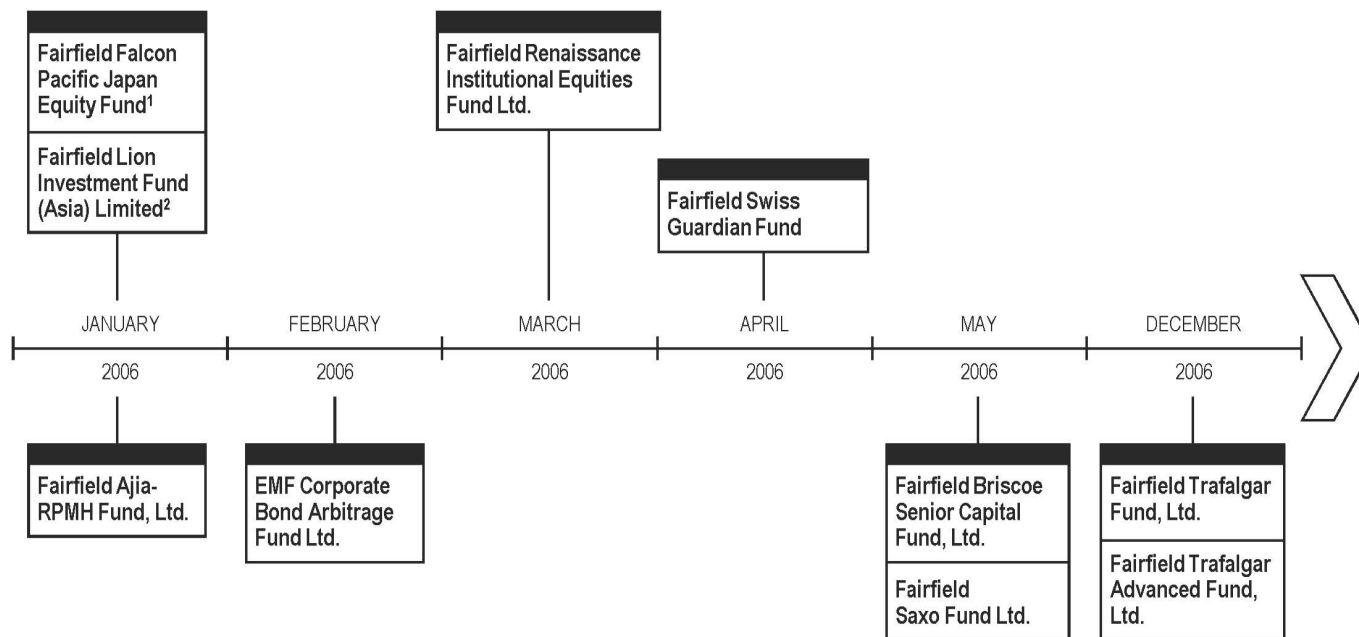 Fairfield Falcon
Pacific Japan
Equity Fund¹
Fairfield Lion
Investment Fund
(Asia) Limited²
Fairfield Renaissance
Institutional Equities
Fund Ltd.
Fairfield Swiss
Guardian Fund
JANUARY
FEBRUARY
MARCH
APRIL
MAY
DECEMBER
2006
2006
2006
2006
2006
2006
Fairfield Ajia-
RPMH Fund, Ltd.
EMF Corporate
Bond Arbitrage
Fund Ltd.
Fairfield Briscoe
Senior Capital
Fund, Ltd.
Fairfield
Saxo Fund Ltd.
Fairfield Trafalgar
Fund, Ltd.
Fairfield Trafalgar
Advanced Fund,
Ltd.